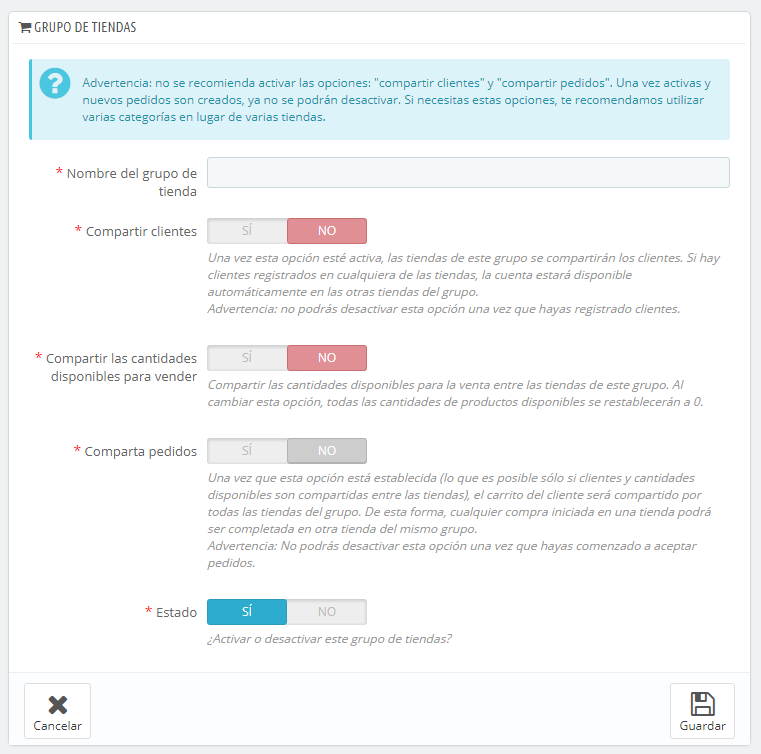 GRUPO DE TIENDAS
Advertencia: no se recomienda activar las opciones: "compartir clientes" y "compartir pedidos". Una vez activas y
nuevos pedidos son creados, ya no se podrán desactivar. Si necesitas estas opciones, te recomendamos utilizar
varias categorías en lugar de varias tiendas.
* Nombre del grupo de
tienda
* Compartir clientes
SÍ NO
Una vez esta opción esté activa, las tiendas de este grupo se compartirán los clientes. Si hay
clientes registrados en cualquiera de las tiendas, la cuenta estará disponible
automáticamente en las otras tiendas del grupo.
Advertencia: no podrás desactivar esta opción una vez que hayas registrado clientes.
* Compartir las cantidades
disponibles para vender
SÍ NO
Compartir las cantidades disponibles para la venta entre las tiendas de este grupo. Al
cambiar esta opción, todas las cantidades de productos disponibles se restablecerán a 0.
* Comparta pedidos
SÍ NO
Una vez que esta opción está establecida (lo que es posible sólo si clientes y cantidades
disponibles son compartidas entre las tiendas), el carrito del cliente será compartido por
todas las tiendas del grupo. De esta forma, cualquier compra iniciada en una tienda podrá
ser completada en otra tienda del mismo grupo.
Advertencia: No podrás desactivar esta opción una vez que hayas comenzado a aceptar
pedidos.
* Estado
SÍ NO
¿Activar o desactivar este grupo de tiendas?
Cancelar
Guardar